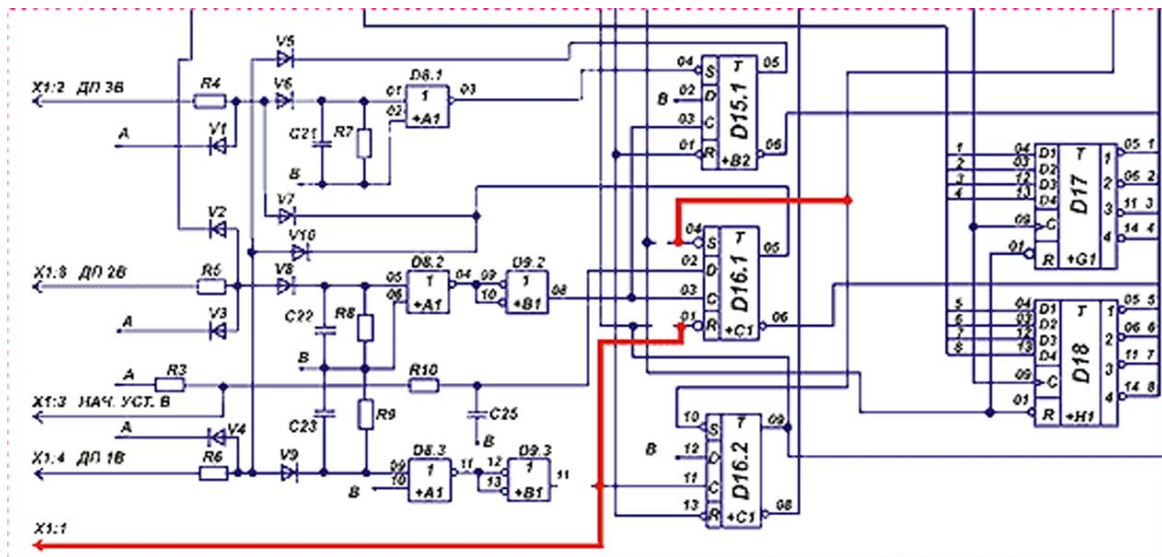 V5
X1:2 ДП 3В R4 V6 D8.1
01 1 03
02 +A1
A V1 C21 R7
В
04 S T 05
В 02 D
03 C D15.1
01 R +B2 06
V7
V2 V10
X1:8 ДП 2В R5 V8 D8.2 D9.2
05 1 04 09 1 08
06 +A1 10 +B1
A V3 C22 R8
В
04 S T 05
02 D
03 C D16.1
01 R +C1 06
A R3 R10
X1:3 НАЧ. УСТ. В
A V4 C23 R9 C25
В
X1:4 ДП 1В R6 V9 D8.3 D9.3
09 1 11 12 1 11
В 10 +A1 13 +B1
10 S T 09
В 12 D
11 C D16.2
13 R +C1 08
X1:1
1 04 D1 T 1 05 1
2 03 D2 2 06 2
3 12 D3 3 11 3
4 13 D4 4 14 4
09 C D17
01 R +G1
5 04 D1 T 1 05 5
6 03 D2 2 06 6
7 12 D3 3 11 7
8 13 D4 4 14 8
09 C D18
01 R +H1